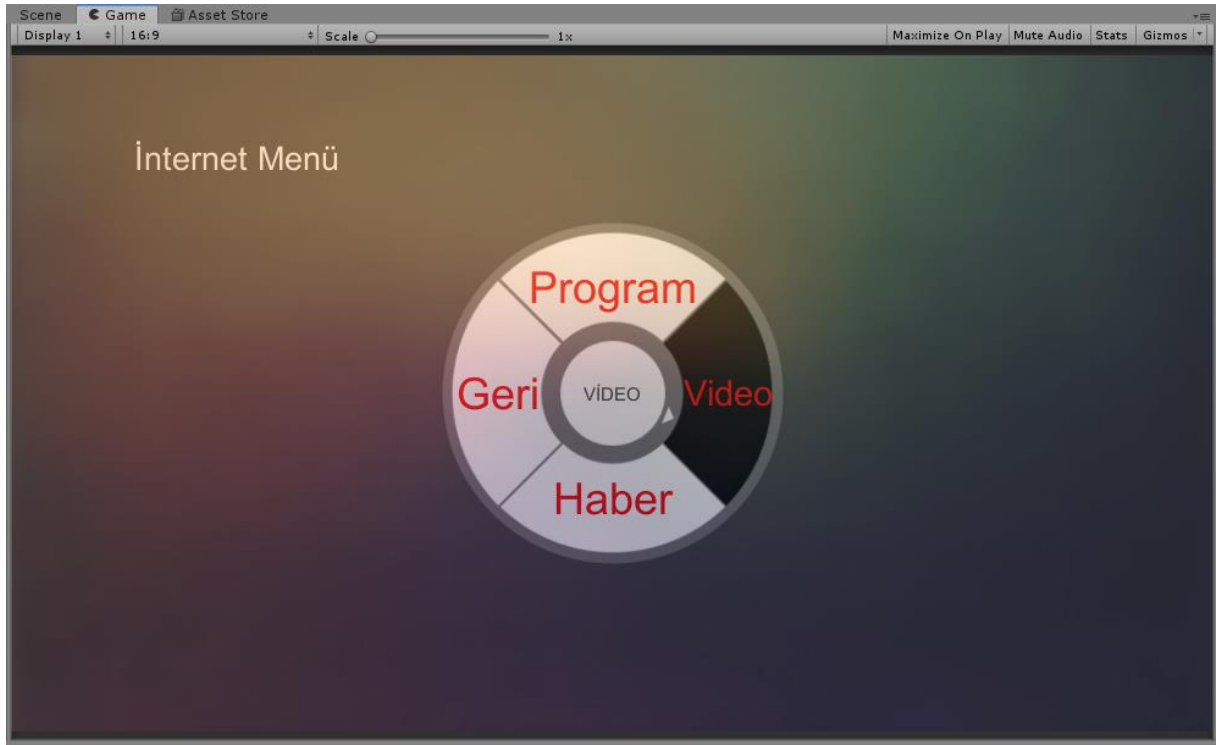 Scene Game Asset Store
Display 1 16:9 Scale 1x Maximize On Play Mute Audio Stats Gizmos
İnternet Menü
Program
Geri VİDEO Video
Haber